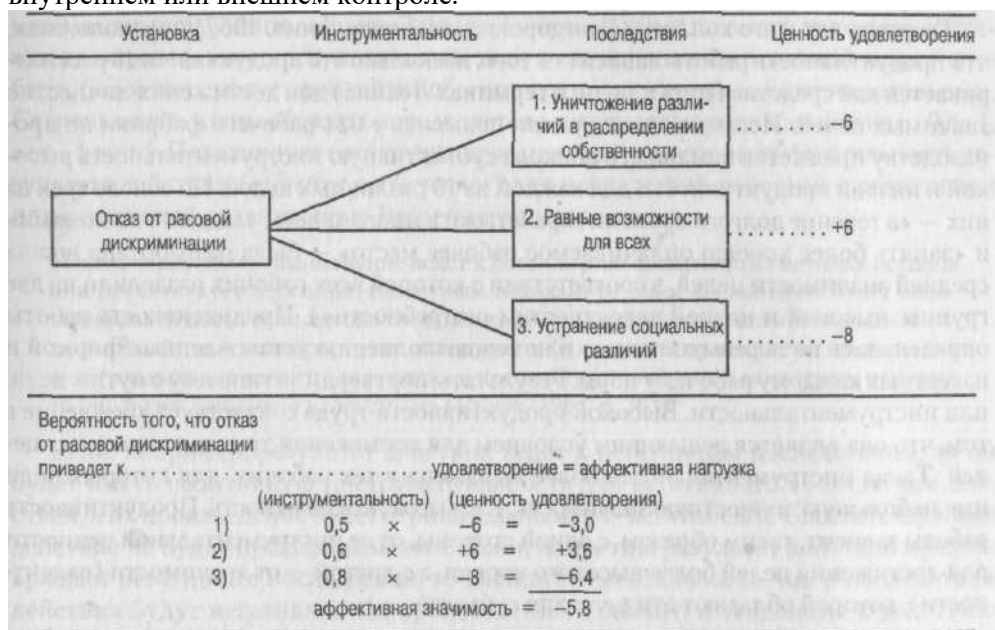 внутреннем или внешнем контроле.
Установка Инструментальность Последствия Ценность удовлетворения
1. Уничтожение разли-
чий в распределении
собственности
−6
Отказ от расовой
дискриминации
2. Равные возможности
для всех
+6
3. Устранение социальных
различий
−8
Вероятность того, что отказ
от расовой дискриминации
приведет к удовлетворение = аффективная нагрузка
(инструментальность) (ценность удовлетворения)
1) 0,5 × −6 = −3,0
2) 0,6 × +6 = +3,6
3) 0,8 × −8 = −6,4
аффективная значимость = −5,8